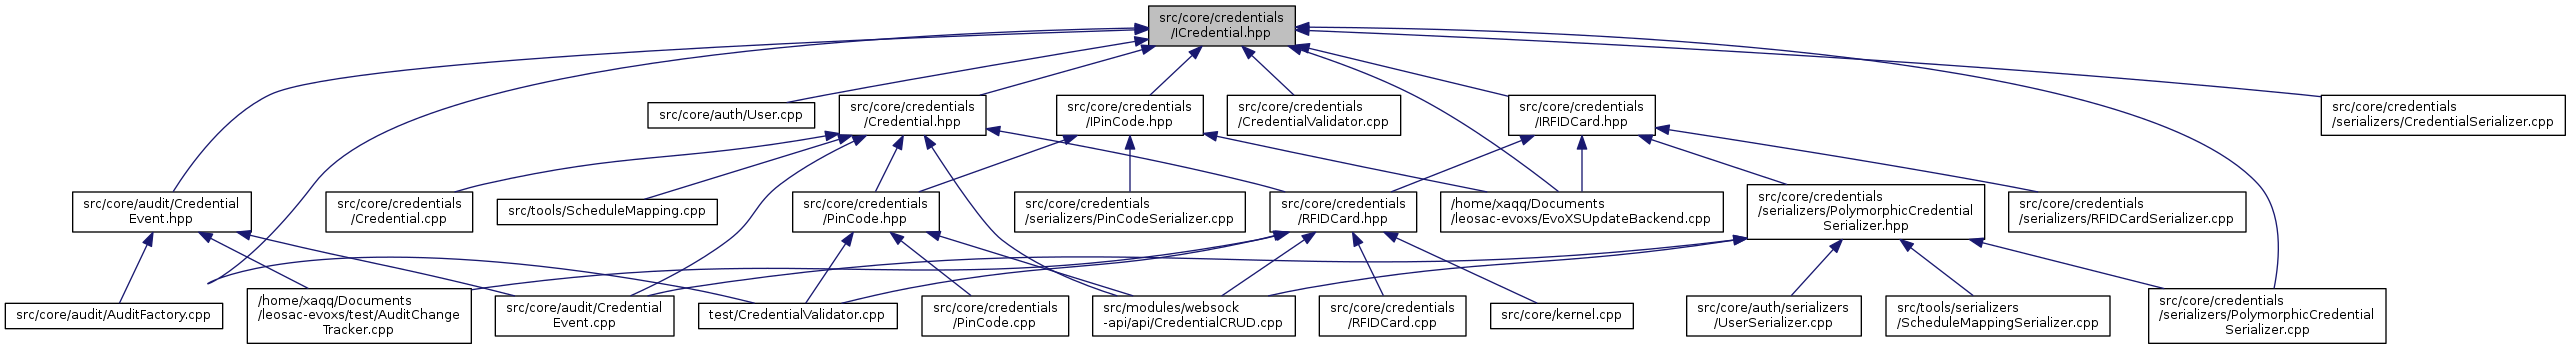 src/core/credentials
/ICredential.hpp
src/core/auth/User.cpp
src/core/credentials
/Credential.hpp
src/core/credentials
/IPinCode.hpp
src/core/credentials
/CredentialValidator.cpp
src/core/credentials
/IRFIDCard.hpp
src/core/credentials
/serializers/CredentialSerializer.cpp
src/core/audit/Credential
Event.hpp
src/core/credentials
/Credential.cpp
src/tools/ScheduleMapping.cpp
src/core/credentials
/PinCode.hpp
src/core/credentials
/serializers/PinCodeSerializer.cpp
src/core/credentials
/RFIDCard.hpp
/home/xaqq/Documents
/leosac-evoxs/EvoXSUpdateBackend.cpp
src/core/credentials
/serializers/PolymorphicCredential
Serializer.hpp
src/core/credentials
/serializers/RFIDCardSerializer.cpp
src/core/audit/AuditFactory.cpp
/home/xaqq/Documents
/leosac-evoxs/test/AuditChange
Tracker.cpp
src/core/audit/Credential
Event.cpp
test/CredentialValidator.cpp
src/core/credentials
/PinCode.cpp
src/modules/websock
-api/api/CredentialCRUD.cpp
src/core/credentials
/RFIDCard.cpp
src/core/kernel.cpp
src/core/auth/serializers
/UserSerializer.cpp
src/tools/serializers
/ScheduleMappingSerializer.cpp
src/core/credentials
/serializers/PolymorphicCredential
Serializer.cpp